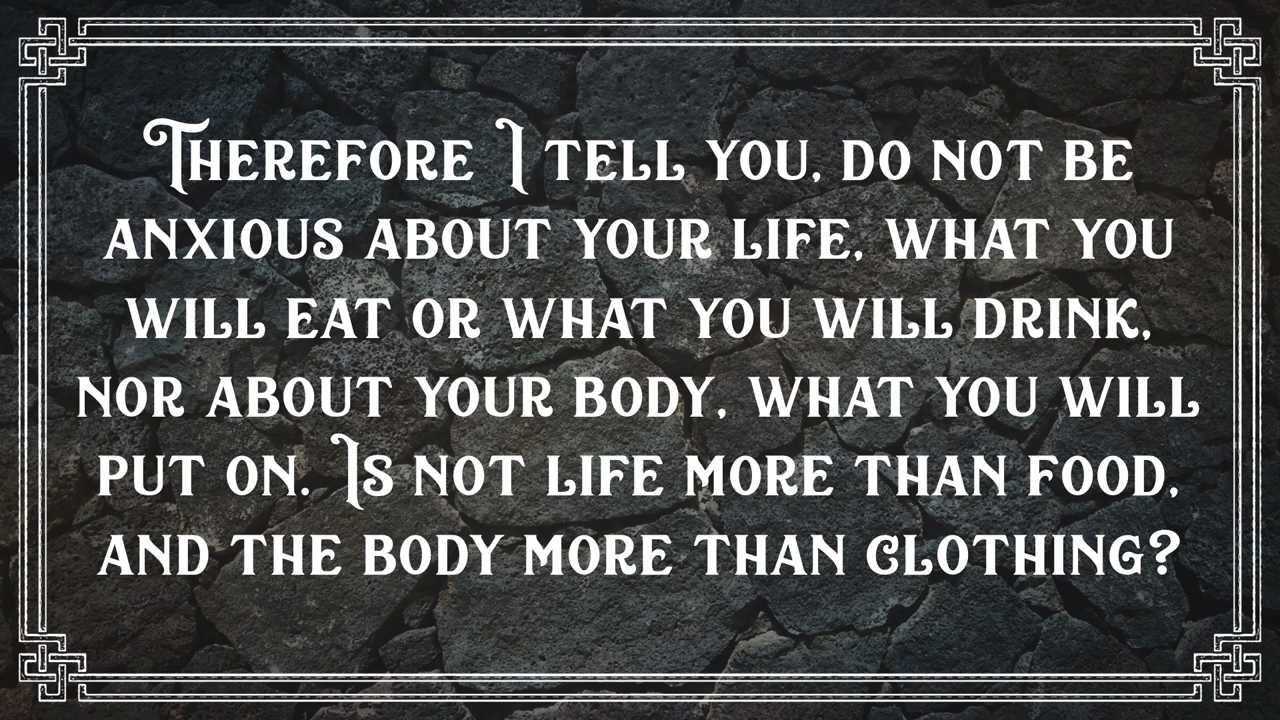 Therefore I tell you, do not be
anxious about your life, what you
will eat or what you will drink,
nor about your body, what you will
put on. Is not life more than food,
and the body more than clothing?